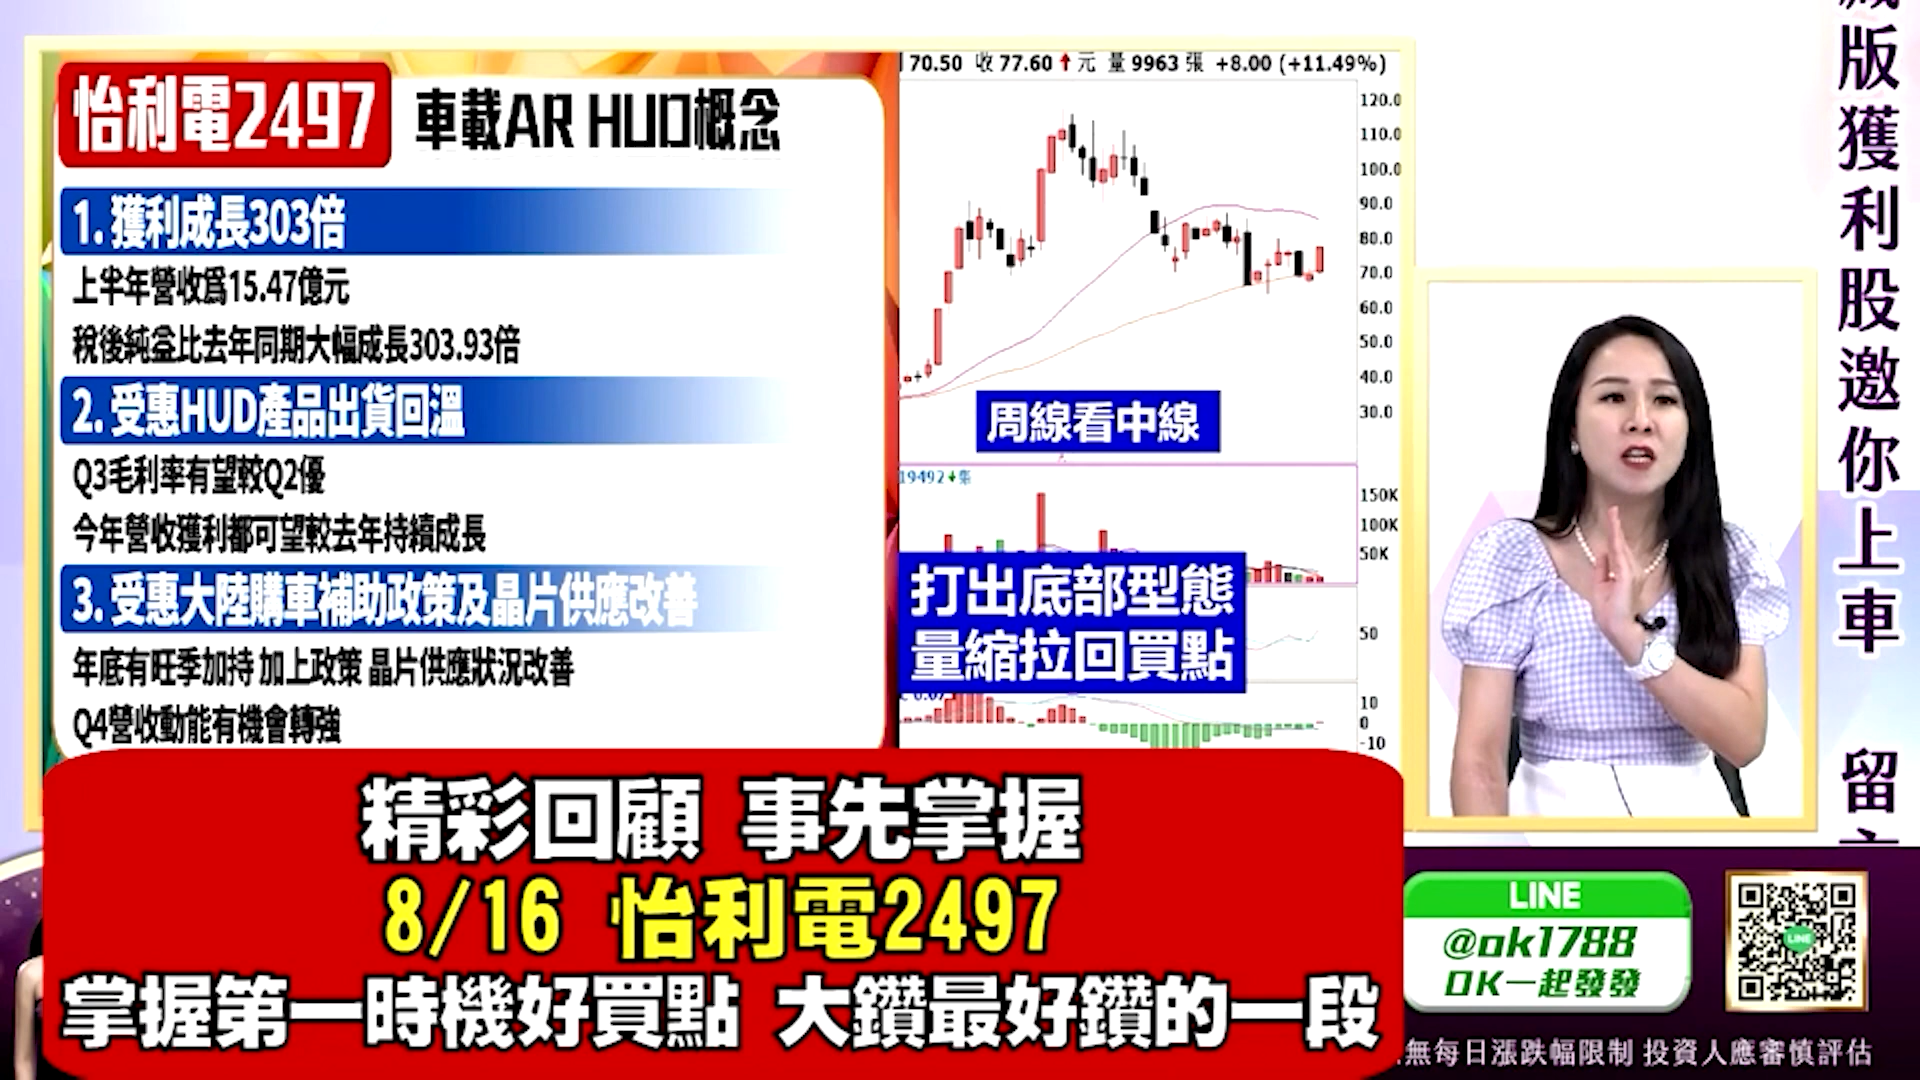 怡利電2497
車載AR HUD概念
1. 獲利成長303倍
上半年營收爲15.47億元
稅後純益比去年同期大幅成長303.93倍
2. 受惠HUD產品出貨回溫
Q3毛利率有望較Q2優
今年營收獲利都可望較去年持續成長
3. 受惠大陸購車補助政策及晶片供應改善
年底有旺季加持 加上政策 晶片供應狀況改善
Q4營收動能有機會轉強
70.50 收 77.60↑元 量 9963 張 +8.00 (+11.49%)
120.0
110.0
100.0
90.0
80.0
70.0
60.0
50.0
40.0
30.0
周線看中線
19492↓張
150K
100K
50K
打出底部型態
量縮拉回買點
50
10
0
-10
版獲利股邀你上車
留
精彩回顧 事先掌握
8/16 怡利電2497
掌握第一時機好買點 大鑽最好鑽的一段
LINE
@ok1788
OK一起發發
LINE
無每日漲跌幅限制 投資人應審慎評估